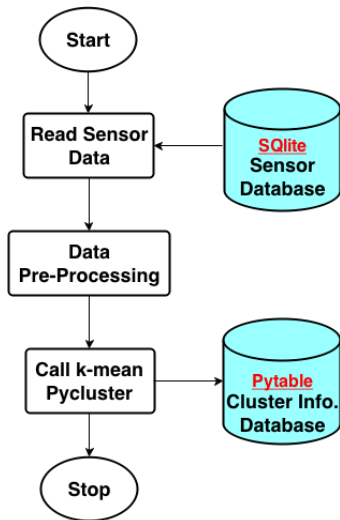 Start
Read Sensor
Data
SQlite
Sensor
Database
Data
Pre-Processing
Call k-mean
Pycluster
Pytable
Cluster Info.
Database
Stop